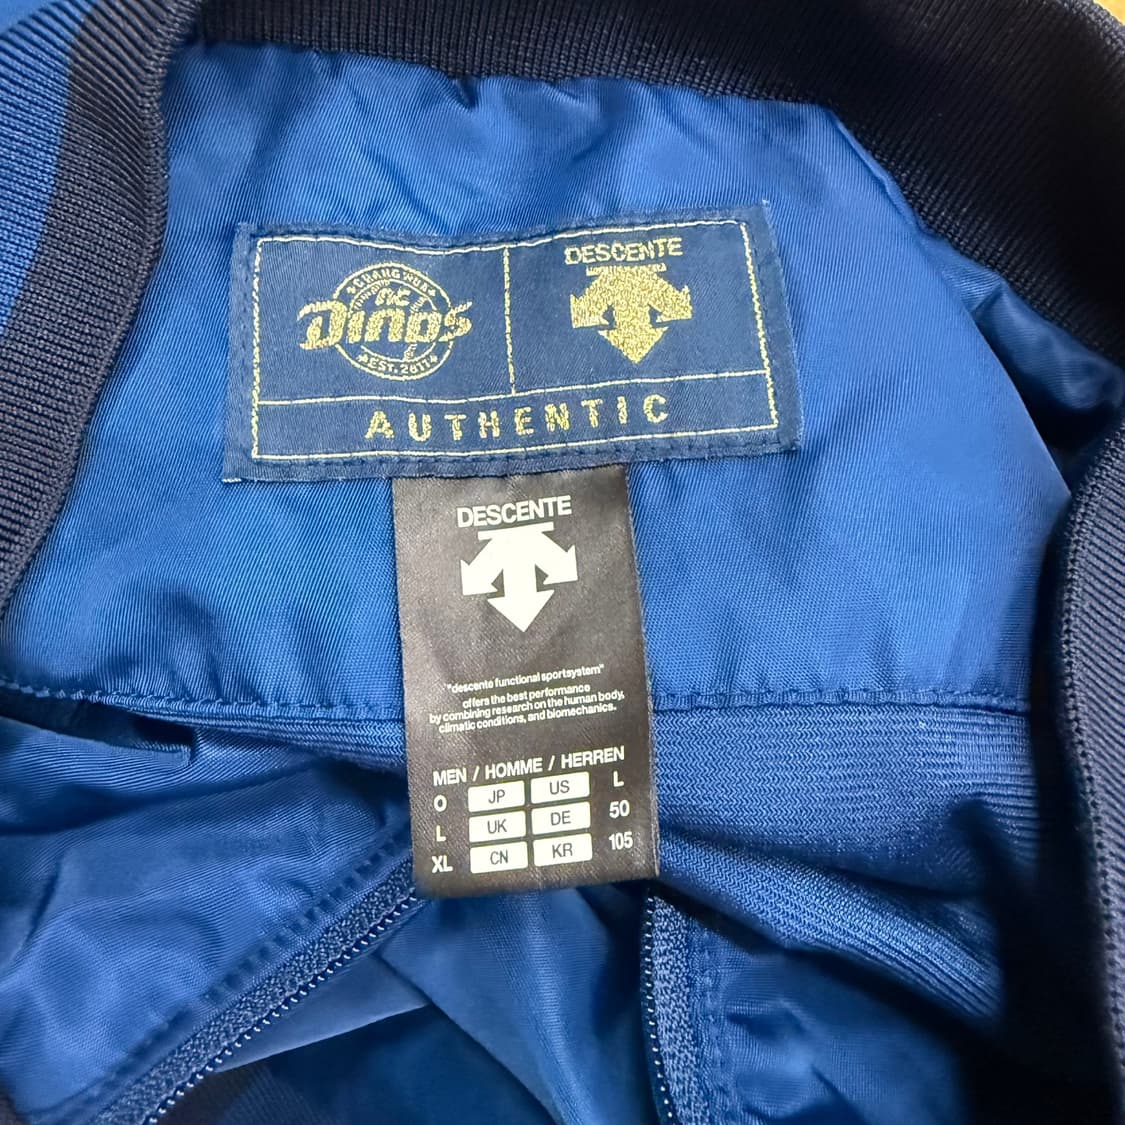 CHANGWON
NC
Dinos
EST. 2011
DESCENTE
AUTHENTIC
DESCENTE
"descente functional sportsystem"
offers the best performance
by combining research on the human body,
climatic conditions, and biomechanics.
MEN / HOMME / HERREN
O JP US L
L UK DE 50
XL CN KR 105